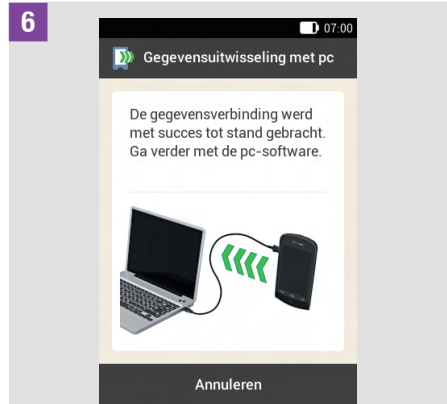 6
07:00
Gegevensuitwisseling met pc
De gegevensverbinding werd
met succes tot stand gebracht.
Ga verder met de pc-software.
Annuleren